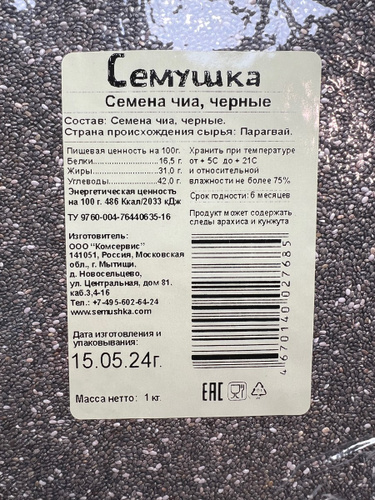 Семушка
Семена чиа, черные
Состав: Семена чиа, черные.
Страна происхождения сырья: Парагвай.
Пищевая ценность на 100г.
Белки............................16,5 г.
Жиры............................31,0 г.
Углеводы......................42,0 г.
Энергетическая ценность
на 100 г. 486 Ккал/2033 кДж
ТУ 9760-004-76440635-16
Изготовитель:
ООО "Комсервис"
141051, Россия, Московская
обл., г. Мытищи,
д. Новосельцево,
ул. Центральная, дом 81.
каб.3,4-16
Тел.: +7-495-602-64-24
www.semushka.com
Дата изготовления и
упаковывания:
15.05.24г.
Масса нетто: 1 кг.
Хранить при температуре
от + 5С до + 21С
и относительной
влажности не более 75%
Срок годности: 6 месяцев
Продукт может содержать
следы арахиса и кунжута
4670140027685
EAC